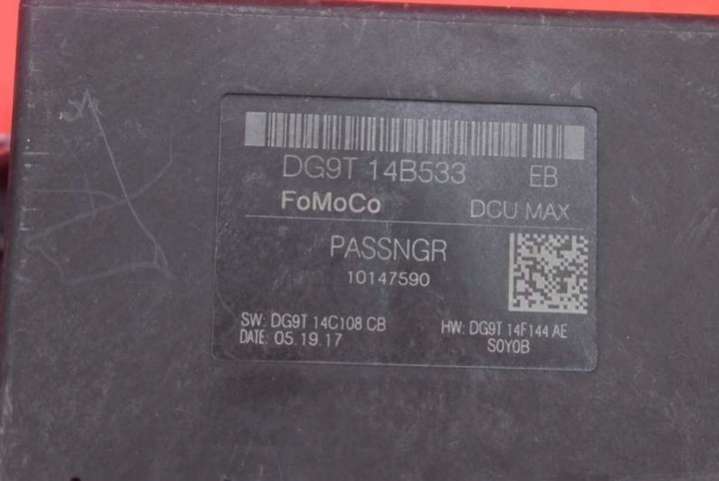 DG9T 14B533 EB
FoMoCo DCU MAX
PASSNGR
10147590
SW: DG9T 14C108 CB HW: DG9T 14F144 AE
DATE: 05.19.17 S0Y0B